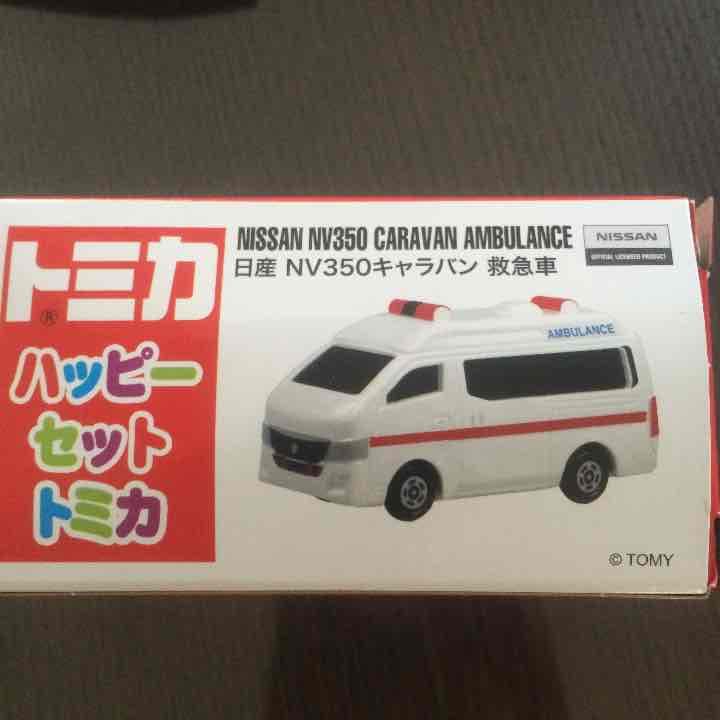 トミカ®
ハッピー
セット
トミカ
NISSAN NV350 CARAVAN AMBULANCE
日産 NV350キャラバン 救急車
NISSAN
OFFICIAL LICENSED PRODUCT
AMBULANCE
© TOMY